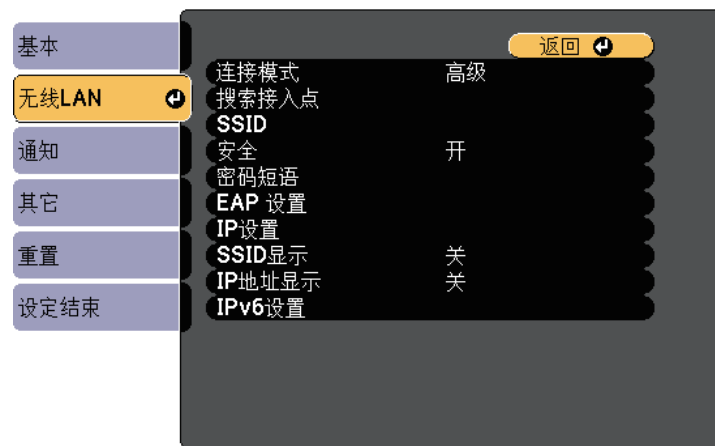 基本
无线LAN
通知
其它
重置
设定结束
返回
连接模式 高级
搜索接入点
SSID
安全 开
密码短语
EAP 设置
IP设置
SSID显示 关
IP地址显示 关
IPv6设置